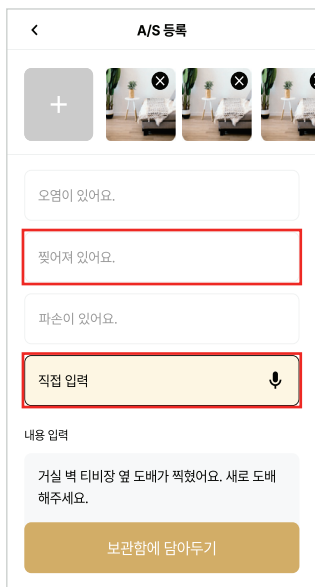 A/S 등록
오염이 있어요.
찢어져 있어요.
파손이 있어요.
직접 입력
내용 입력
거실 벽 티비장 옆 도배가 찍혔어요. 새로 도배
해주세요.
보관함에 담아두기